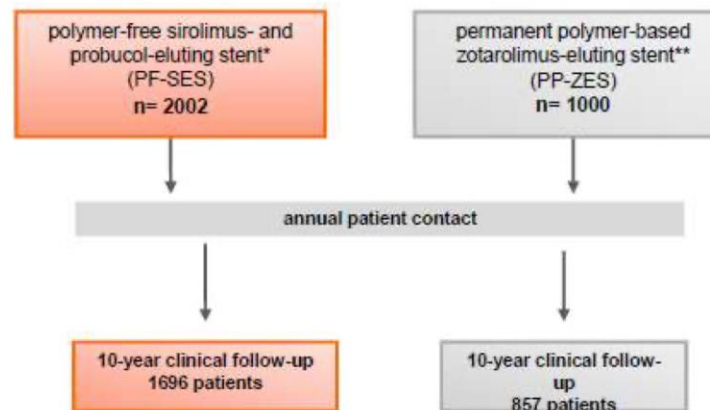 polymer-free sirolimus- and
probucol-eluting stent*
(PF-SES)
n= 2002
permanent polymer-based
zotarolimus-eluting stent**
(PP-ZES)
n= 1000
annual patient contact
10-year clinical follow-up
1696 patients
10-year clinical follow-
up
857 patients